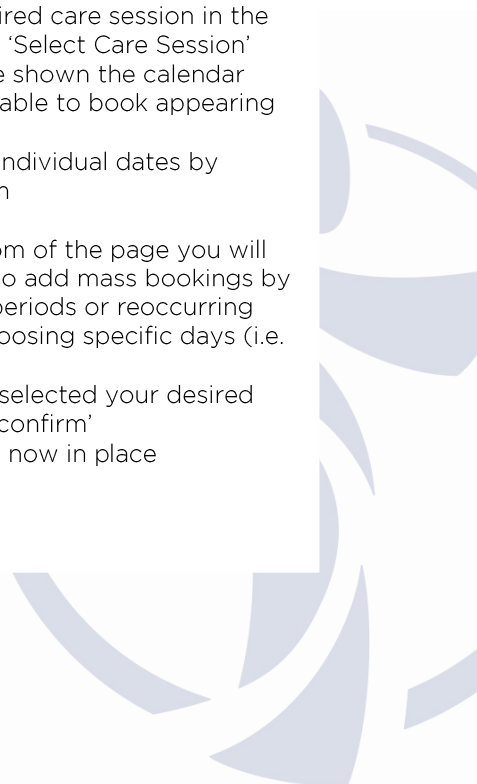 ired care session in the
‘Select Care Session’
e shown the calendar
able to book appearing
ndividual dates by
n
om of the page you will
o add mass bookings by
periods or reoccurring
oosing specific days (i.e.
selected your desired
confirm’
now in place